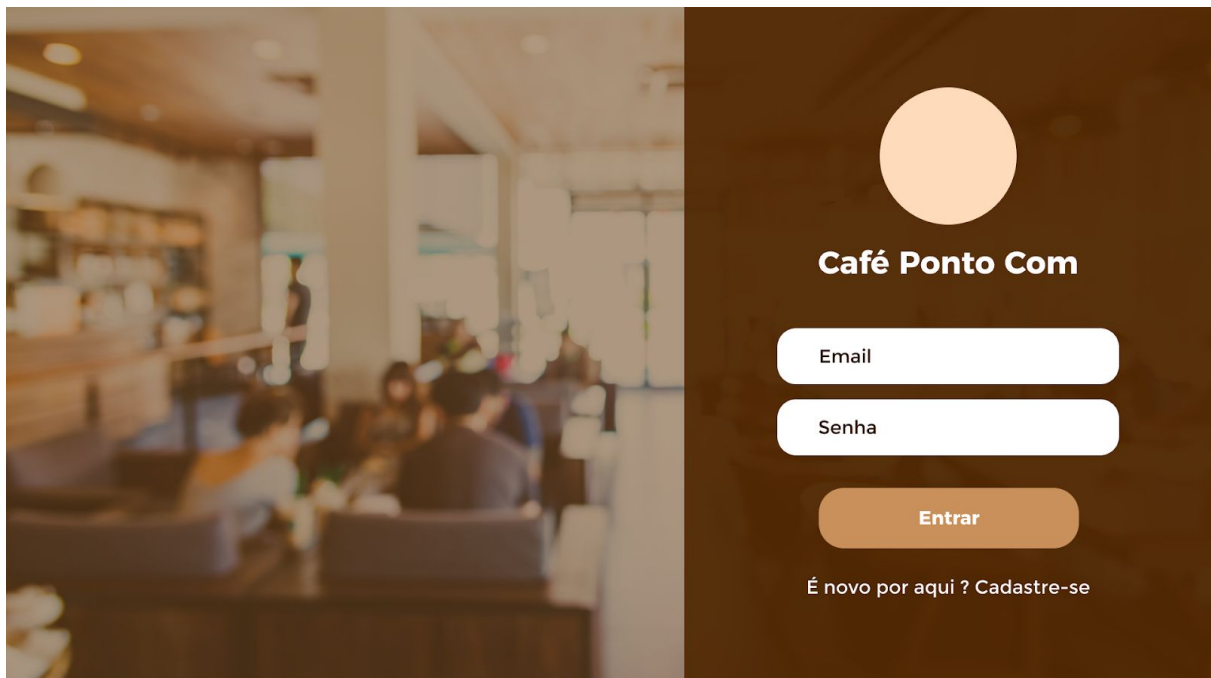 Café Ponto Com
Email
Senha
Entrar
É novo por aqui ? Cadastre-se